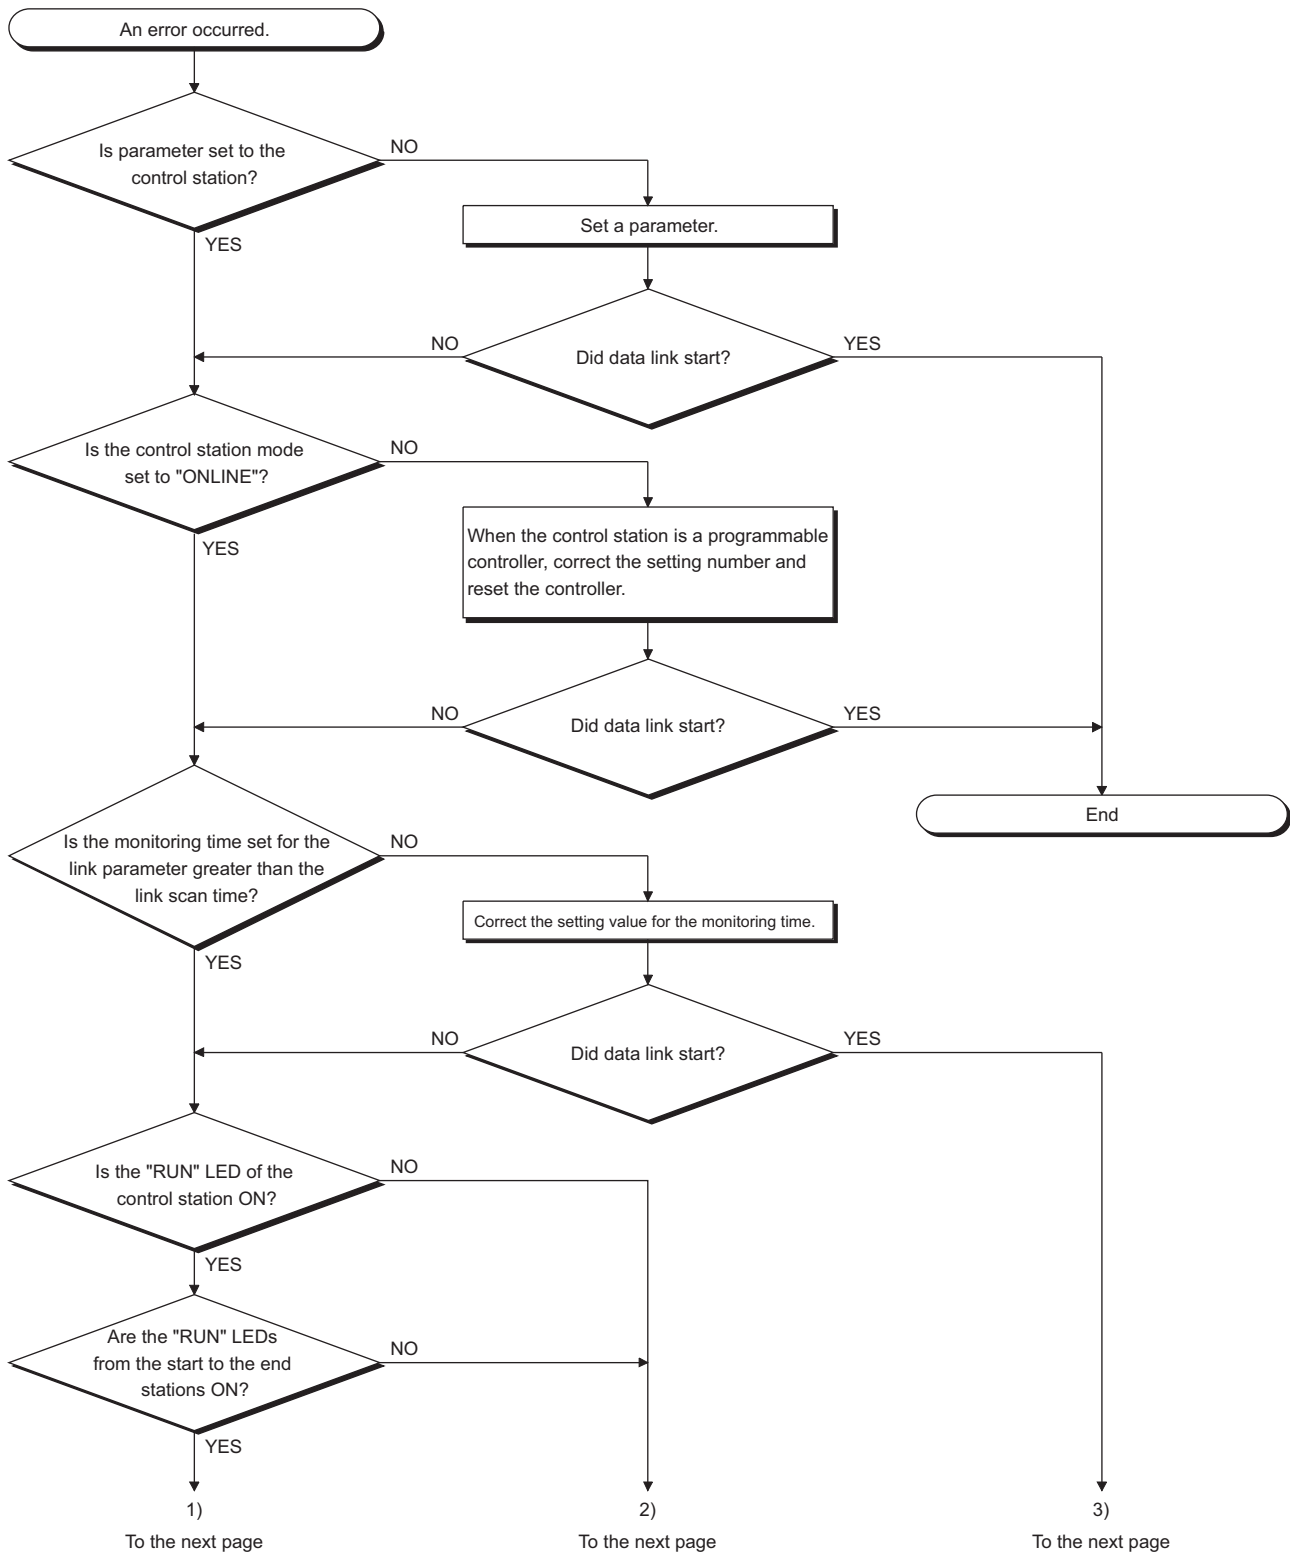 An error occurred.
Is parameter set to the
control station?
NO
YES
Set a parameter.
Did data link start?
NO
YES
Is the control station mode
set to "ONLINE"?
NO
YES
When the control station is a programmable
controller, correct the setting number and
reset the controller.
Did data link start?
NO
YES
End
Is the monitoring time set for the
link parameter greater than the
link scan time?
NO
YES
Correct the setting value for the monitoring time.
Did data link start?
NO
YES
Is the "RUN" LED of the
control station ON?
NO
YES
Are the "RUN" LEDs
from the start to the end
stations ON?
NO
YES
1)
To the next page
2)
To the next page
3)
To the next page